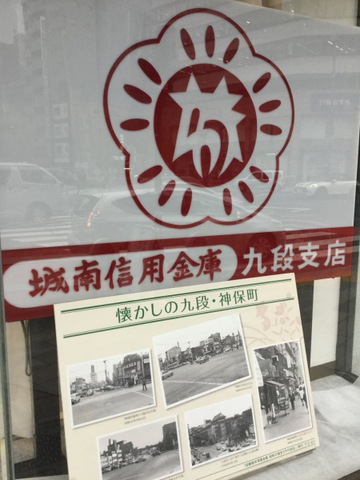 城南信用金庫 九段支店
懐かしの九段・神保町